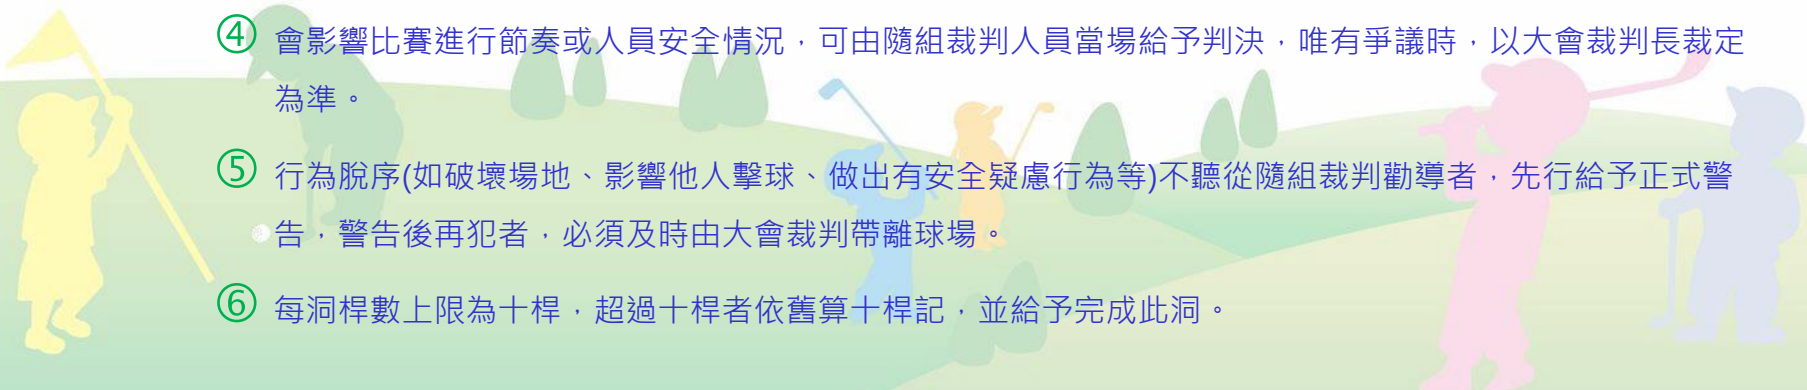 ④ 會影響比賽進行節奏或人員安全情況，可由隨組裁判人員當場給予判決，唯有爭議時，以大會裁判長裁定
為準。
⑤ 行為脫序(如破壞場地、影響他人擊球、做出有安全疑慮行為等)不聽從隨組裁判勸導者，先行給予正式警
告，警告後再犯者，必須及時由大會裁判帶離球場。
⑥ 每洞桿數上限為十桿，超過十桿者依舊算十桿記，並給予完成此洞。